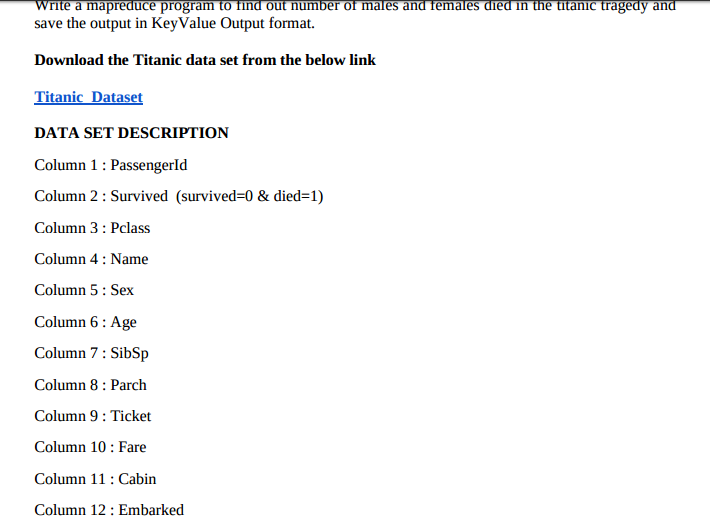 Write a mapreduce program to find out number of males and females died in the titanic tragedy and
save the output in KeyValue Output format.
Download the Titanic data set from the below link
Titanic Dataset
DATA SET DESCRIPTION
Column 1 : PassengerId
Column 2 : Survived (survived=0 & died=1)
Column 3 : Pclass
Column 4 : Name
Column 5 : Sex
Column 6 : Age
Column 7 : SibSp
Column 8 : Parch
Column 9 : Ticket
Column 10 : Fare
Column 11 : Cabin
Column 12 : Embarked